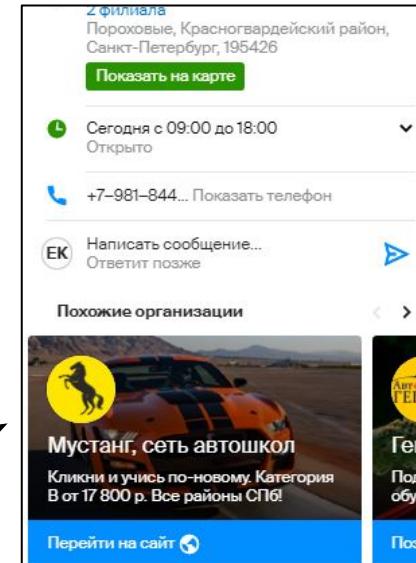 2 филиала
Пороховые, Красногвардейский район,
Санкт-Петербург, 195426
Показать на карте
Сегодня с 09:00 до 18:00
Открыто
+7–981–844... Показать телефон
ЕК
Написать сообщение...
Ответит позже
Похожие организации
Мустанг, сеть автошкол
Кликни и учись по-новому. Категория
В от 17 800 р. Все районы СПб!
Перейти на сайт